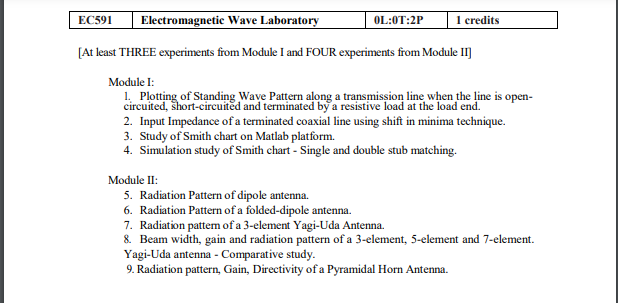 EC591 Electromagnetic Wave Laboratory 0L:0T:2P 1 credits
[At least THREE experiments from Module I and FOUR experiments from Module II]
Module I:
1. Plotting of Standing Wave Pattern along a transmission line when the line is open-
circuited, short-circuited and terminated by a resistive load at the load end.
2. Input Impedance of a terminated coaxial line using shift in minima technique.
3. Study of Smith chart on Matlab platform.
4. Simulation study of Smith chart - Single and double stub matching.
Module II:
5. Radiation Pattern of dipole antenna.
6. Radiation Pattern of a folded-dipole antenna.
7. Radiation pattern of a 3-element Yagi-Uda Antenna.
8. Beam width, gain and radiation pattern of a 3-element, 5-element and 7-element.
Yagi-Uda antenna - Comparative study.
9. Radiation pattern, Gain, Directivity of a Pyramidal Horn Antenna.